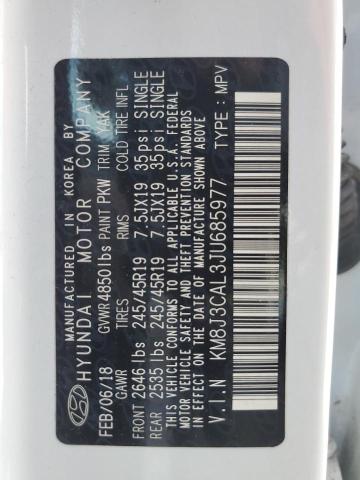 MANUFACTURED IN KOREA BY
HYUNDAI MOTOR COMPANY
FEB/06/18 GVWR 4850lbs PAINT PKW TRIM YRK
GAWR TIRES RIMS COLD TIRE INFL
FRONT 2646 lbs 245/45R19 7.5JX19 35psi SINGLE
REAR 2535 lbs 245/45R19 7.5JX19 35psi SINGLE
THIS VEHICLE CONFORMS TO ALL APPLICABLE U.S.A. FEDERAL
MOTOR VEHICLE SAFETY AND THEFT PREVENTION STANDARDS
IN EFFECT ON THE DATE OF MANUFACTURE SHOWN ABOVE
V.I.N KM8J3CAL3JU685977 TYPE: MPV